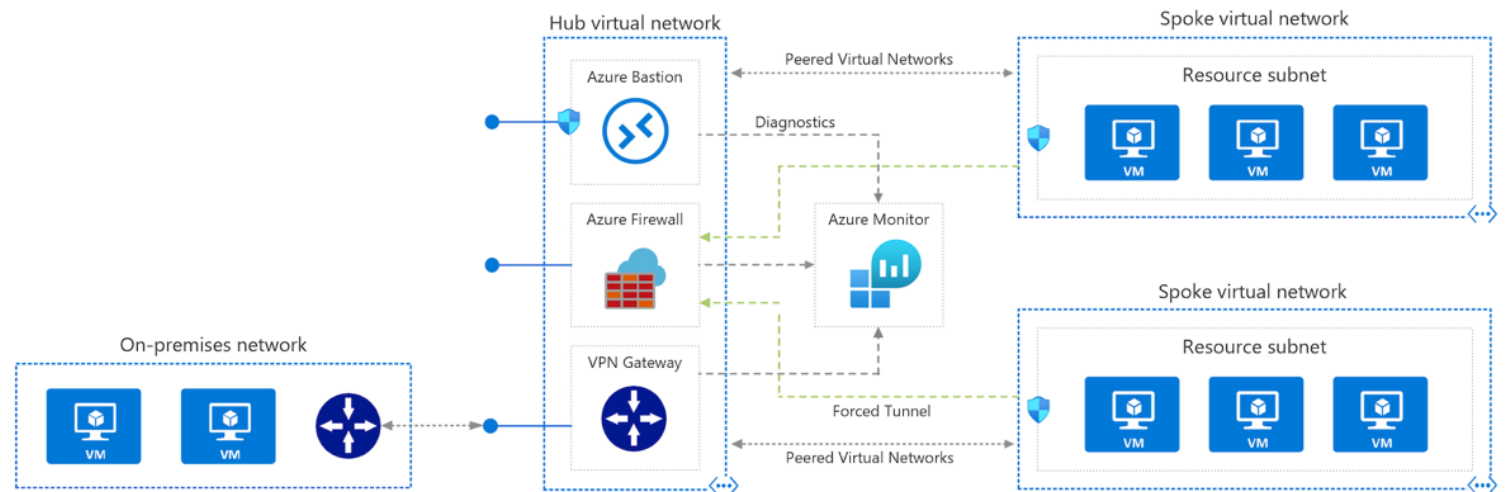 Hub virtual network
Spoke virtual network
Azure Bastion
Peered Virtual Networks
Resource subnet
Diagnostics
VM
VM
VM
Azure Firewall
Azure Monitor
Spoke virtual network
On-premises network
Resource subnet
VPN Gateway
Forced Tunnel
VM
VM
VM
VM
VM
Peered Virtual Networks